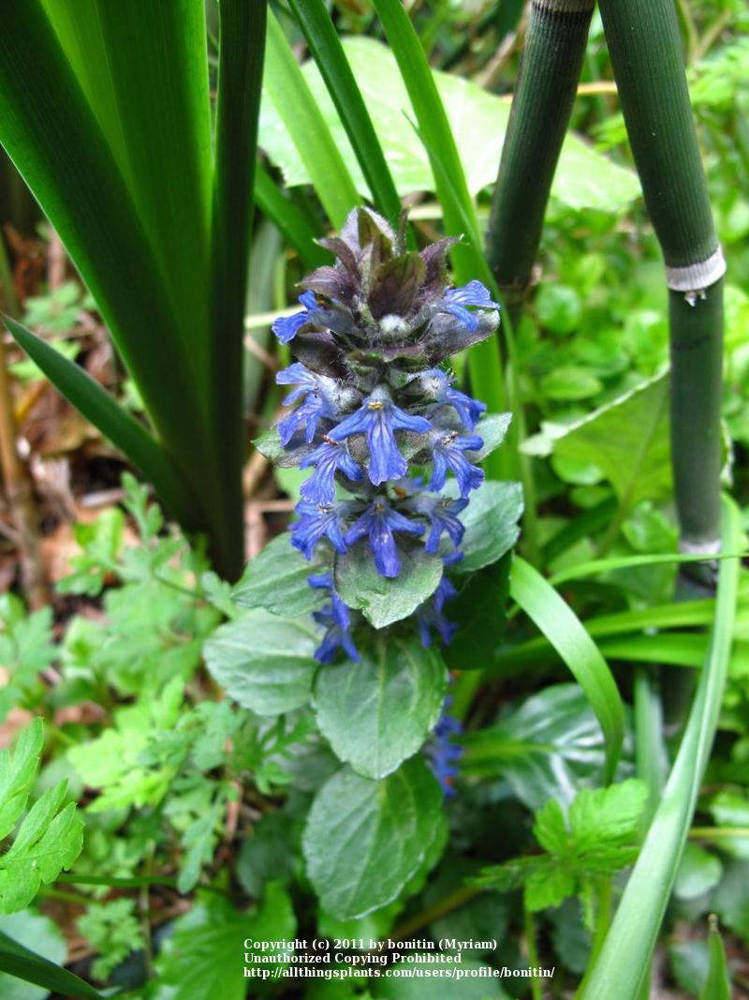 Copyright (c) 2011 by bonitin (Myriam)
Unauthorized Copying Prohibited
http://allthingsplants.com/users/profile/bonitin/